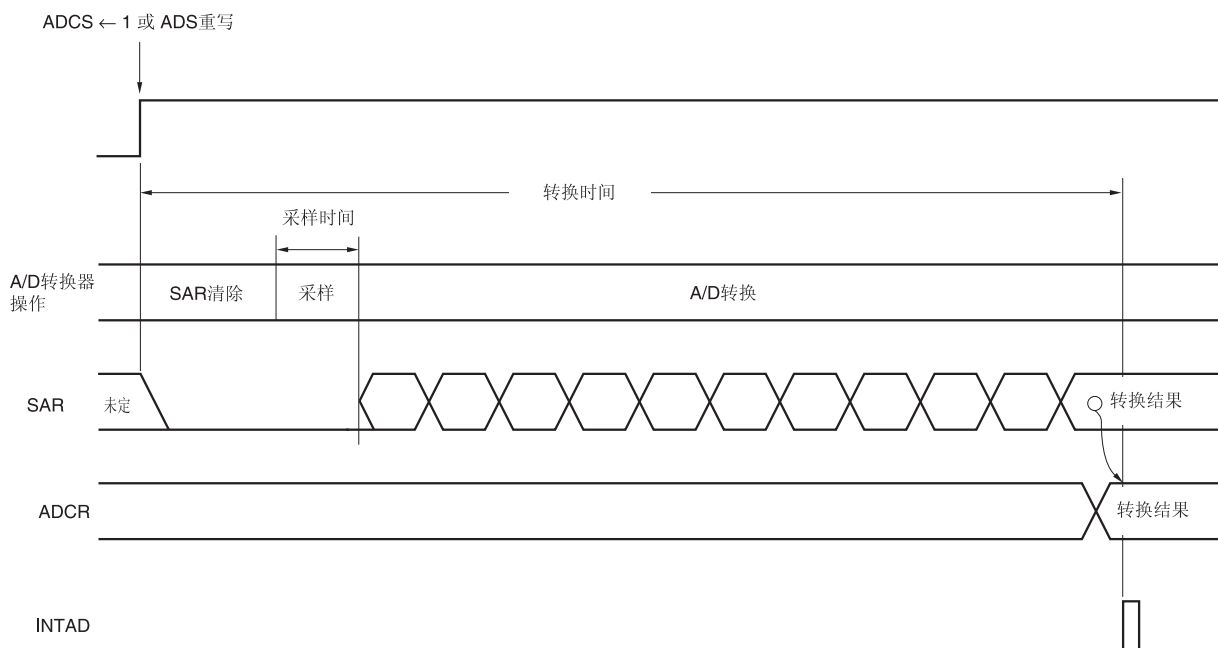 ADCS ← 1 或 ADS重写
转换时间
采样时间
A/D转换器
操作
SAR清除
采样
A/D转换
SAR
未定
转换结果
ADCR
转换结果
INTAD